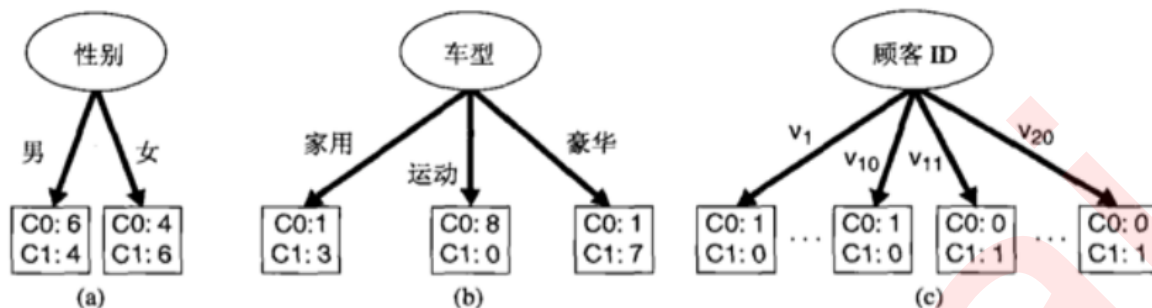 性别 车型 顾客 ID
男 女 家用 运动 豪华 v1 v10 v11 v20
C0: 6 C0: 4 C0: 1 C0: 8 C0: 1 C0: 1 ... C0: 1 C0: 0 ... C0: 0
C1: 4 C1: 6 C1: 3 C1: 0 C1: 7 C1: 0 C1: 0 C1: 1 C1: 1
(a) (b) (c)